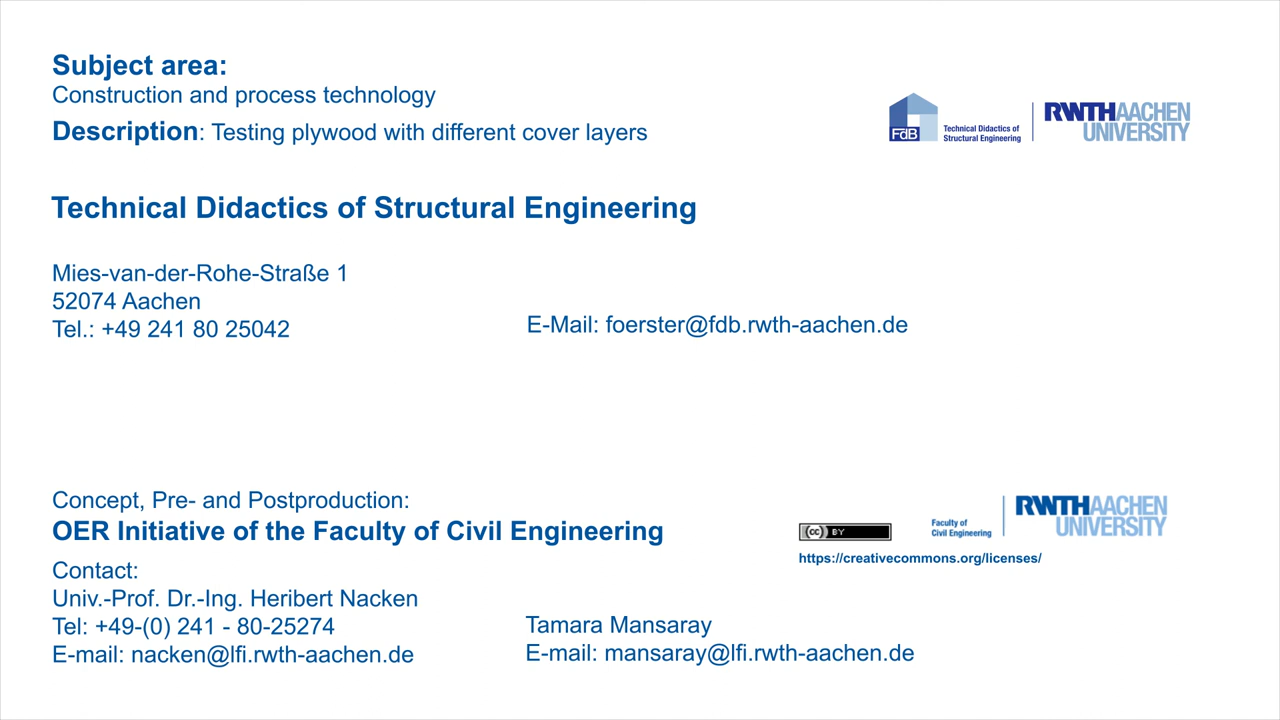 Subject area:
Construction and process technology
Description: Testing plywood with different cover layers
FdB
Technical Didactics of
Structural Engineering
RWTHAACHEN
UNIVERSITY
Technical Didactics of Structural Engineering
Mies-van-der-Rohe-Straße 1
52074 Aachen
Tel.: +49 241 80 25042
E-Mail: foerster@fdb.rwth-aachen.de
Concept, Pre- and Postproduction:
OER Initiative of the Faculty of Civil Engineering
cc BY
Faculty of
Civil Engineering
RWTHAACHEN
UNIVERSITY
https://creativecommons.org/licenses/
Contact:
Univ.-Prof. Dr.-Ing. Heribert Nacken
Tel: +49-(0) 241 - 80-25274
E-mail: nacken@lfi.rwth-aachen.de
Tamara Mansaray
E-mail: mansaray@lfi.rwth-aachen.de